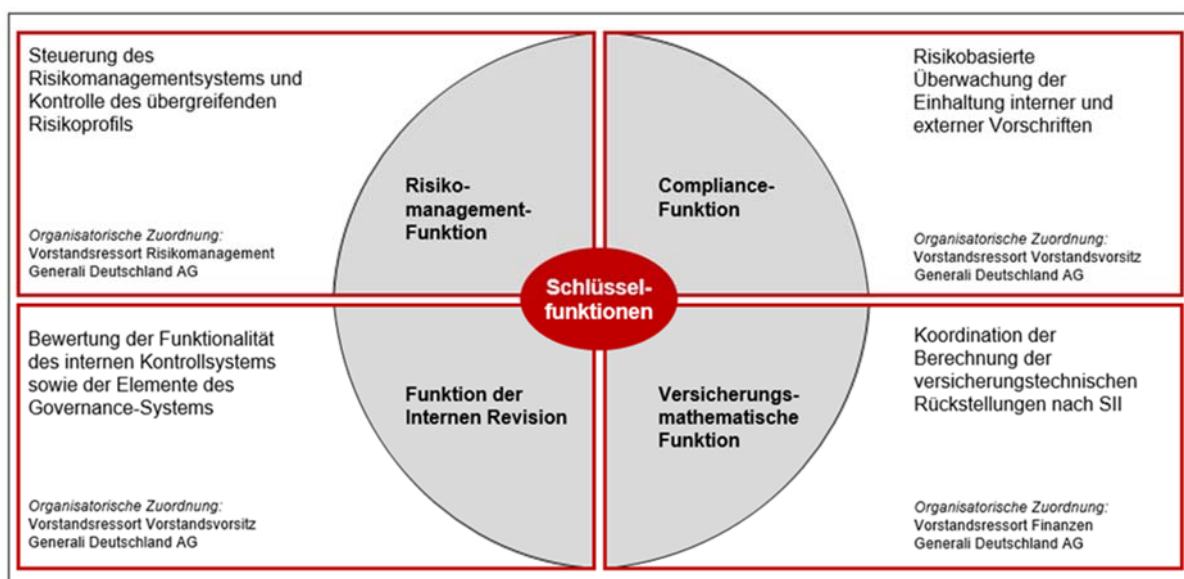 Steuerung des
Risikomanagementsystems und
Kontrolle des übergreifenden
Risikoprofils
Organisatorische Zuordnung:
Vorstandsressort Risikomanagement
Generali Deutschland AG
Risiko-
management-
Funktion
Compliance-
Funktion
Risikobasierte
Überwachung der
Einhaltung interner und
externer Vorschriften
Organisatorische Zuordnung:
Vorstandsressort Vorstandsvorsitz
Generali Deutschland AG
Schlüssel-
funktionen
Bewertung der Funktionalität
des internen Kontrollsystems
sowie der Elemente des
Governance-Systems
Organisatorische Zuordnung:
Vorstandsressort Vorstandsvorsitz
Generali Deutschland AG
Funktion der
Internen Revision
Versicherungs-
mathematische
Funktion
Koordination der
Berechnung der
versicherungstechnischen
Rückstellungen nach SII
Organisatorische Zuordnung:
Vorstandsressort Finanzen
Generali Deutschland AG